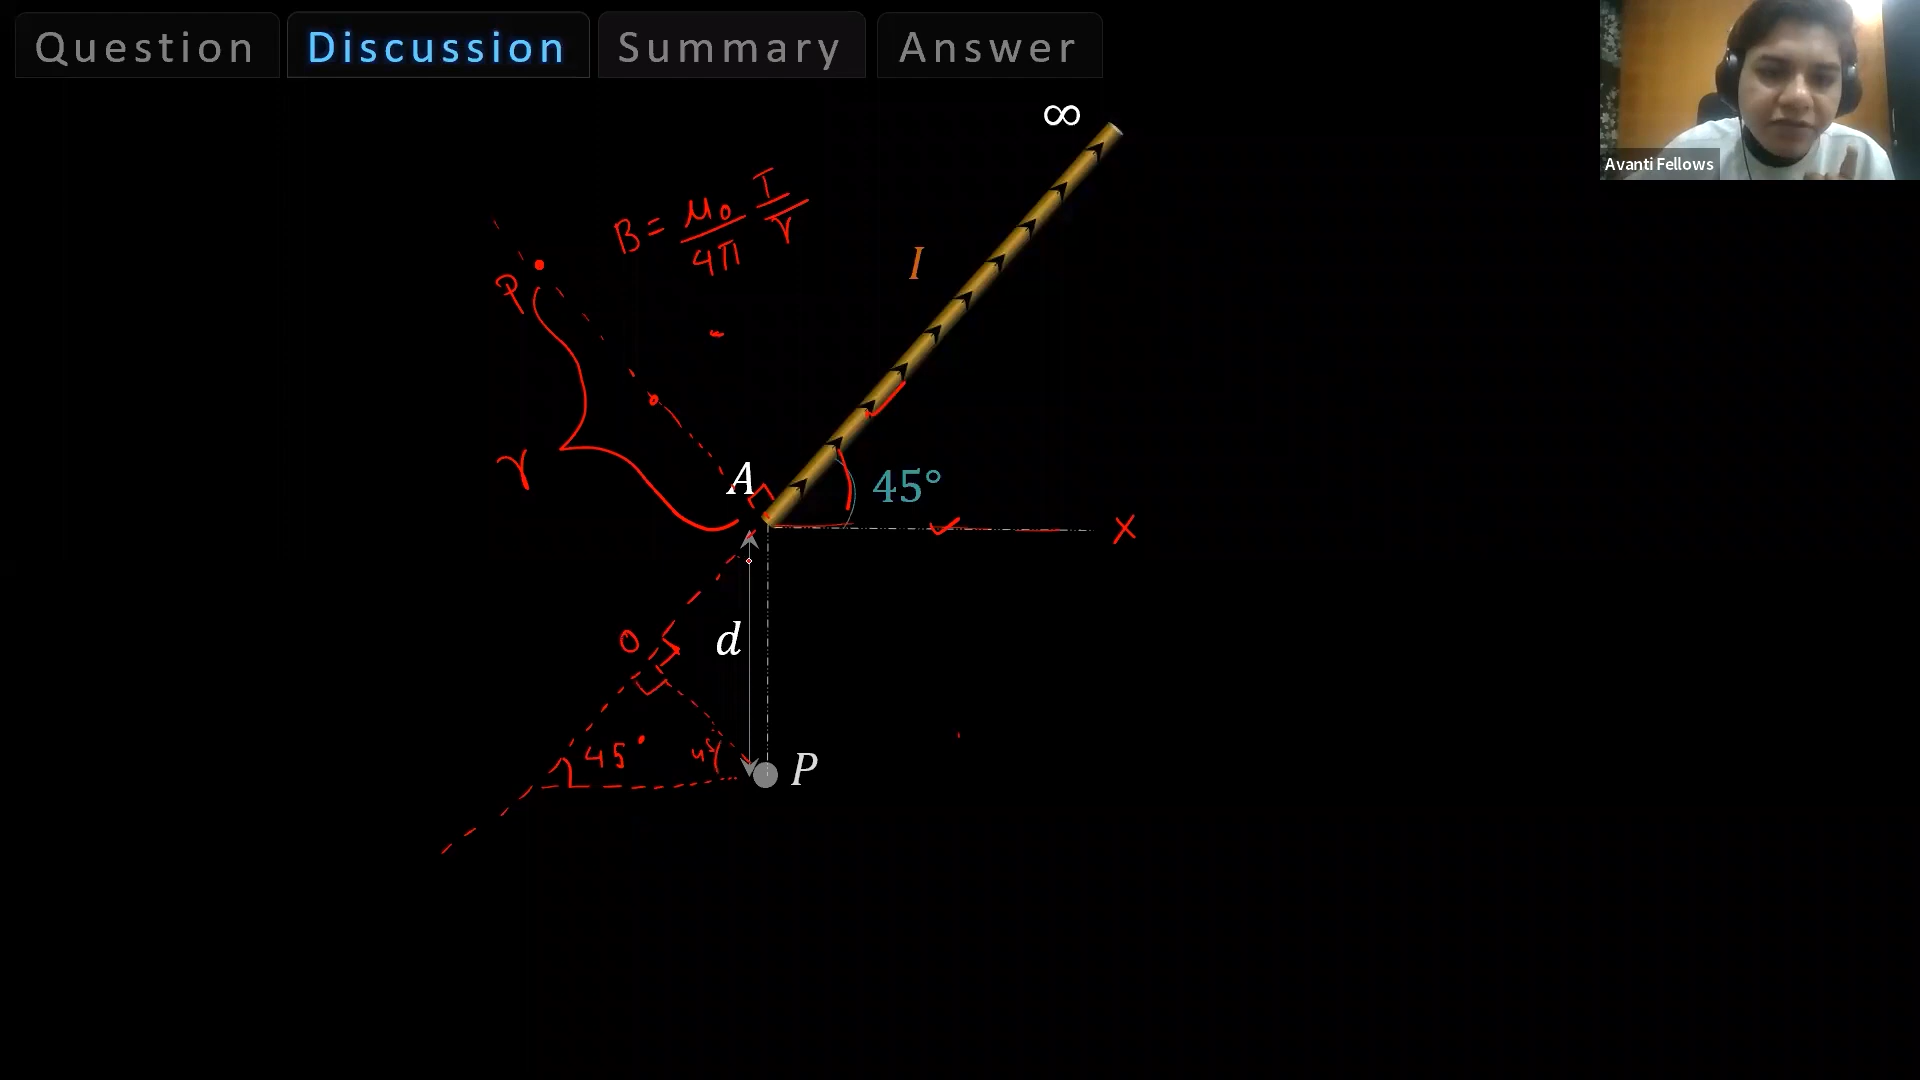 Question Discussion Summary Answer
Avanti Fellows
∞
B = μ₀/4π I/r
I
P
r
A
45°
X
O
d
45°
45
P